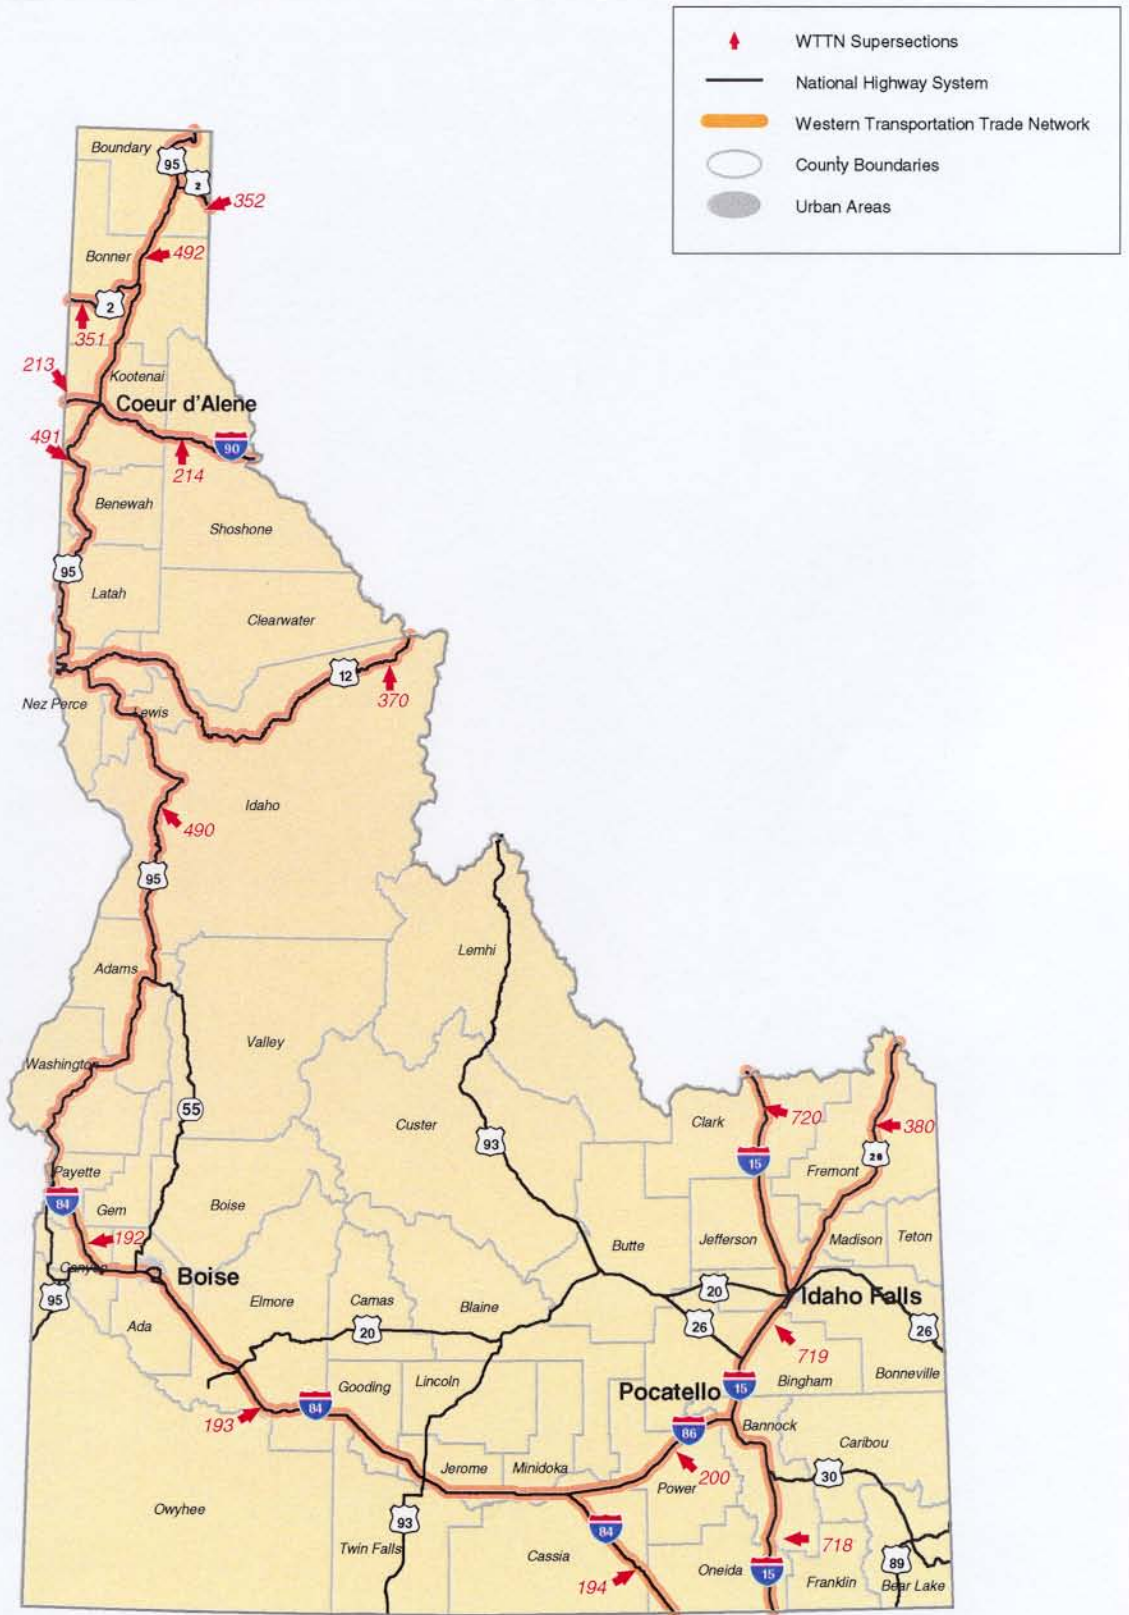 WTTN Supersections
National Highway System
Western Transportation Trade Network
County Boundaries
Urban Areas
Boundary
95
2
352
Bonner
492
2
351
213
Kootenai
Coeur d'Alene
491
90
214
Benewah
Shoshone
95
Latah
Clearwater
12
370
Nez Perce
Lewis
Idaho
490
95
Lemhi
Adams
Valley
Washington
55
Custer
93
Clark
720
380
15
28
Fremont
Payette
84
Gem
Boise
192
Butte
Jefferson
Madison
Teton
Canyon
Boise
95
Elmore
Camas
Blaine
20
Idaho Falls
Ada
20
26
26
719
Bonneville
Gooding
Lincoln
Pocatello
15
Bingham
193
84
86
Bannock
Caribou
Jerome
Minidoka
200
30
Power
Owyhee
93
84
718
Twin Falls
Cassia
194
Oneida
15
Franklin
89
Bear Lake